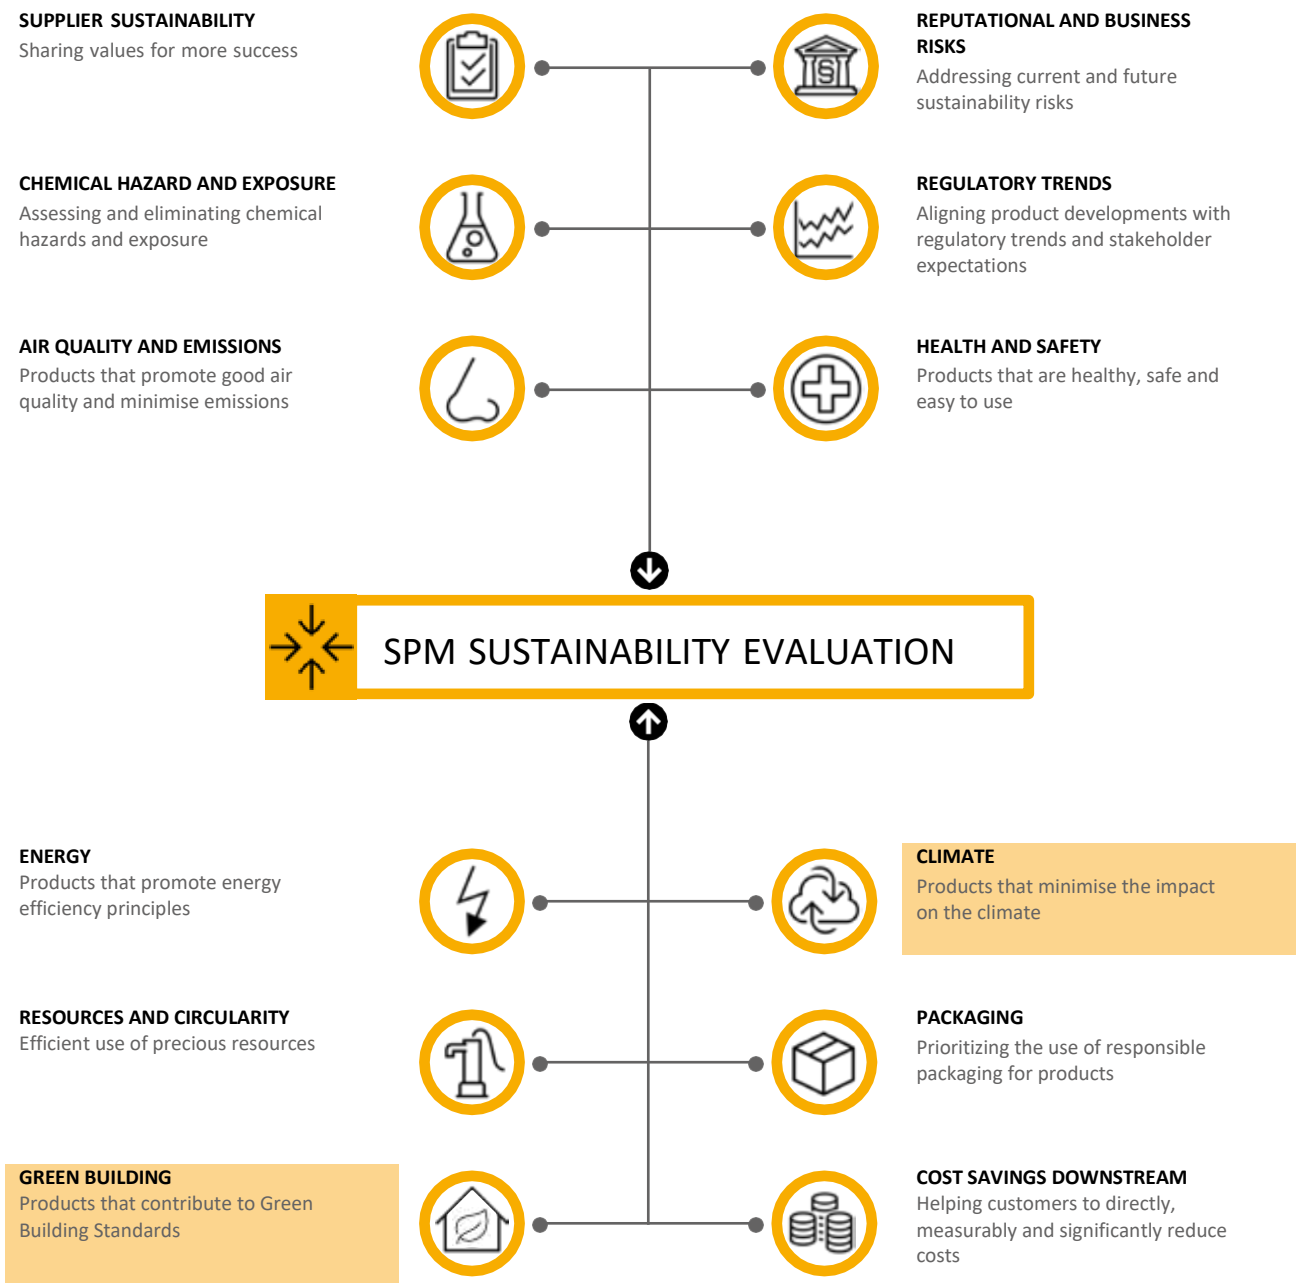 SUPPLIER SUSTAINABILITY
Sharing values for more success
REPUTATIONAL AND BUSINESS
RISKS
Addressing current and future
sustainability risks
CHEMICAL HAZARD AND EXPOSURE
Assessing and eliminating chemical
hazards and exposure
REGULATORY TRENDS
Aligning product developments with
regulatory trends and stakeholder
expectations
AIR QUALITY AND EMISSIONS
Products that promote good air
quality and minimise emissions
HEALTH AND SAFETY
Products that are healthy, safe and
easy to use
SPM SUSTAINABILITY EVALUATION
ENERGY
Products that promote energy
efficiency principles
CLIMATE
Products that minimise the impact
on the climate
RESOURCES AND CIRCULARITY
Efficient use of precious resources
PACKAGING
Prioritizing the use of responsible
packaging for products
GREEN BUILDING
Products that contribute to Green
Building Standards
COST SAVINGS DOWNSTREAM
Helping customers to directly,
measurably and significantly reduce
costs